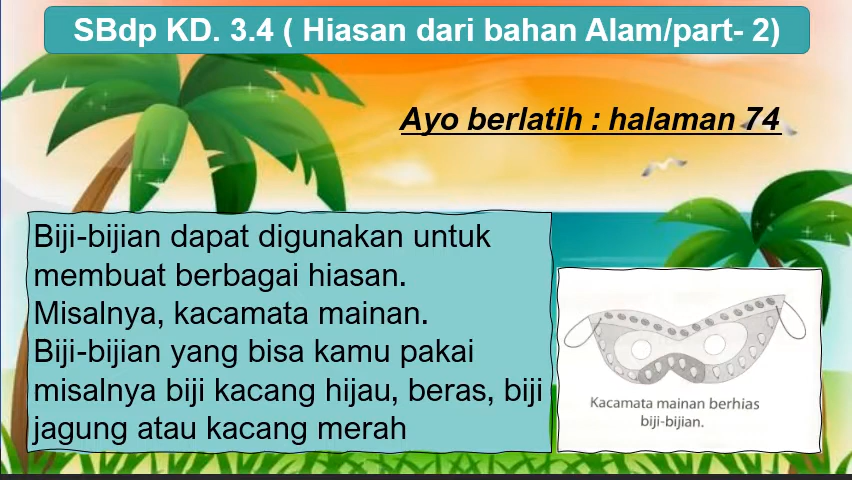 SBdp KD. 3.4 ( Hiasan dari bahan Alam/part- 2)
Ayo berlatih : halaman 74
Biji-bijian dapat digunakan untuk
membuat berbagai hiasan.
Misalnya, kacamata mainan.
Biji-bijian yang bisa kamu pakai
misalnya biji kacang hijau, beras, biji
jagung atau kacang merah
Kacamata mainan berhias
biji-bijian.